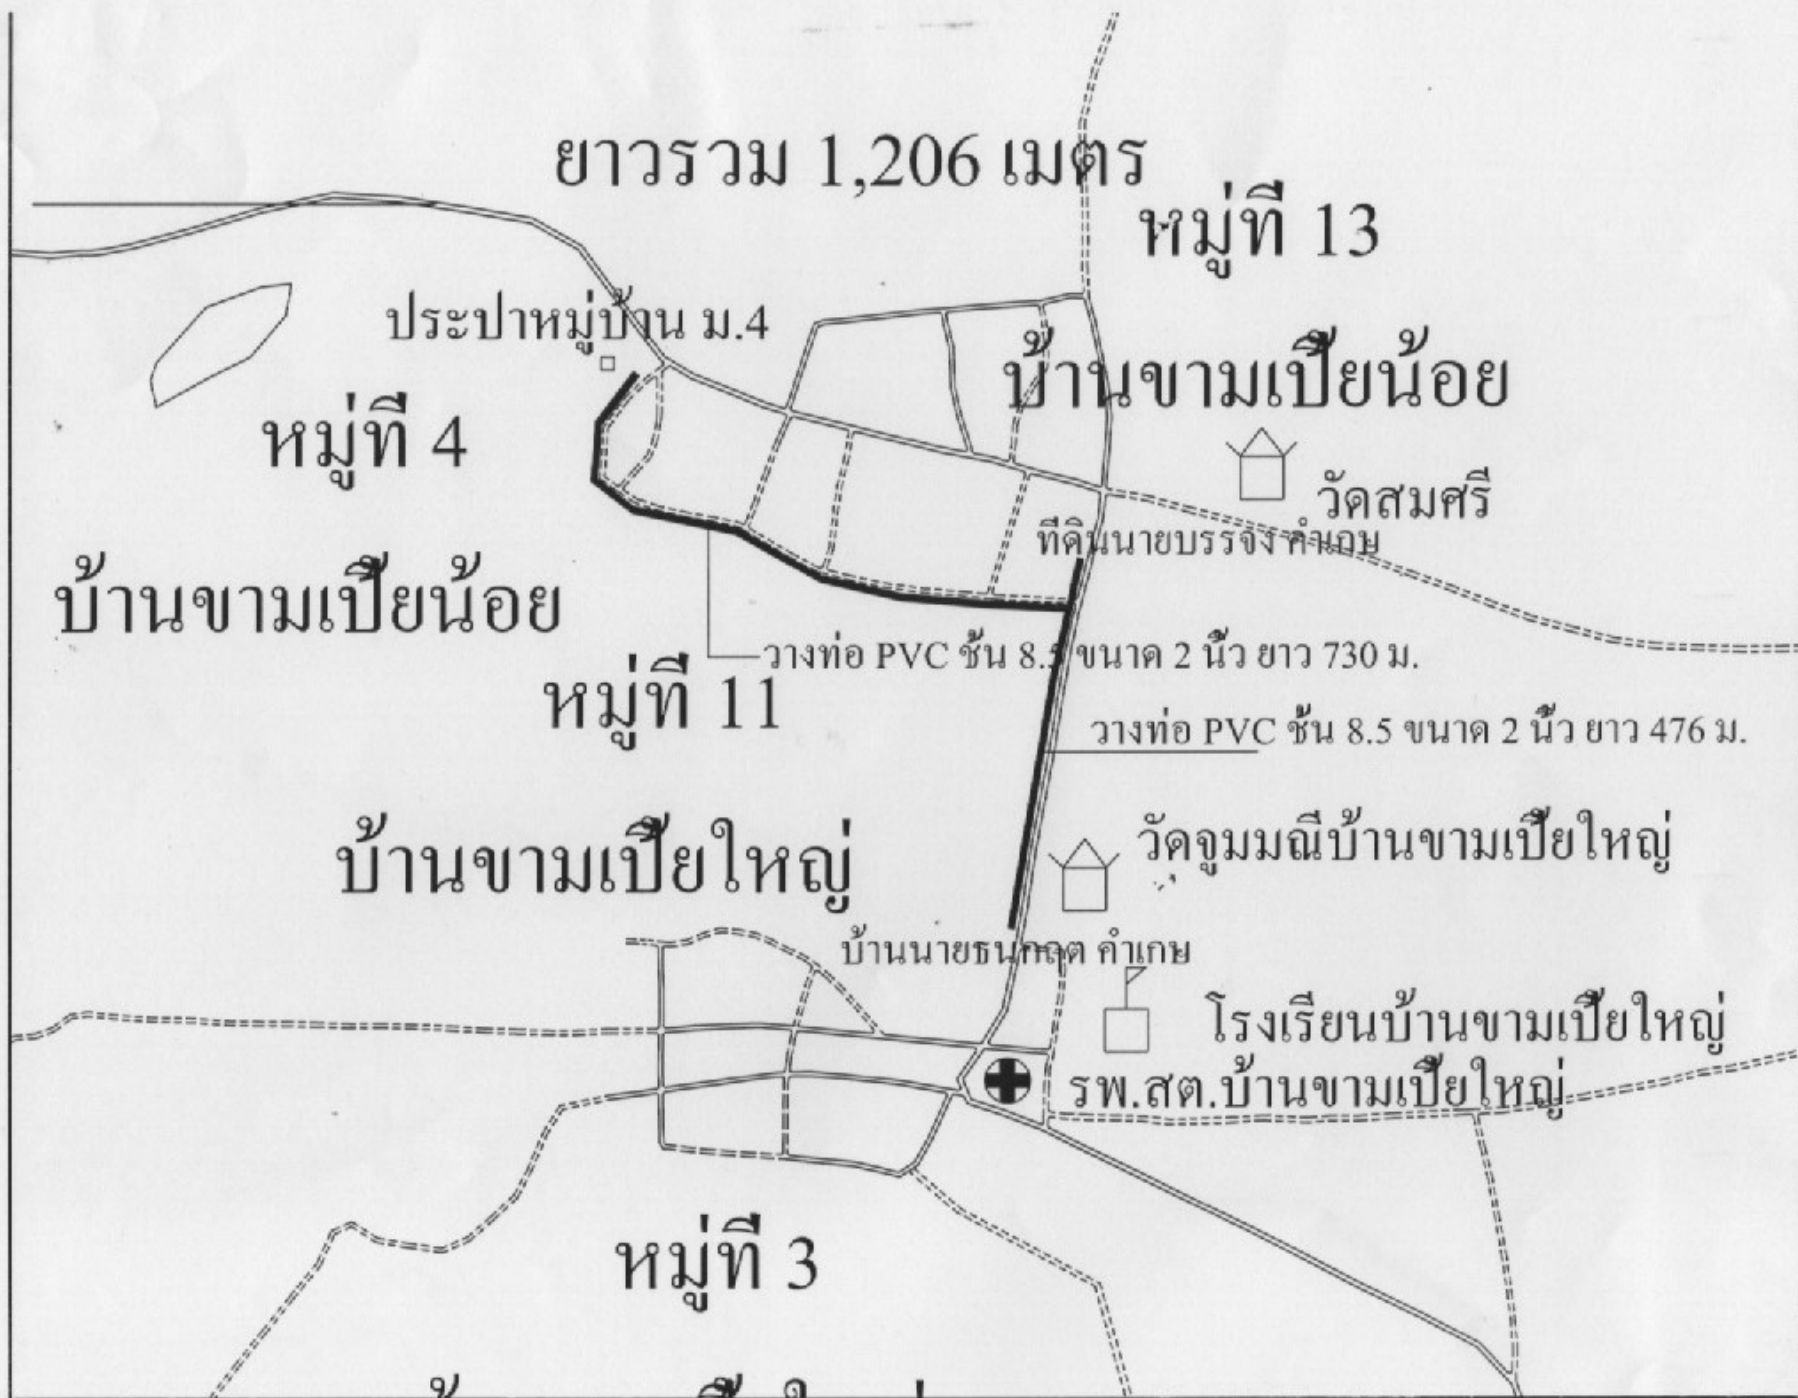 ยาวรวม 1,206 เมตร
หมู่ที่ 13
ประปาหมู่บ้าน ม.4
บ้านขามเปี้ยน้อย
หมู่ที่ 4
วัดสมศรี
ที่ดินนายบรรจง คำเกษ
บ้านขามเปี้ยน้อย
วางท่อ PVC ชั้น 8.5 ขนาด 2 นิ้ว ยาว 730 ม.
หมู่ที่ 11
วางท่อ PVC ชั้น 8.5 ขนาด 2 นิ้ว ยาว 476 ม.
วัดจูมมณีบ้านขามเปี้ยใหญ่
บ้านขามเปี้ยใหญ่
บ้านนายธนกฤต คำเกษ
โรงเรียนบ้านขามเปี้ยใหญ่
รพ.สต.บ้านขามเปี้ยใหญ่
หมู่ที่ 3